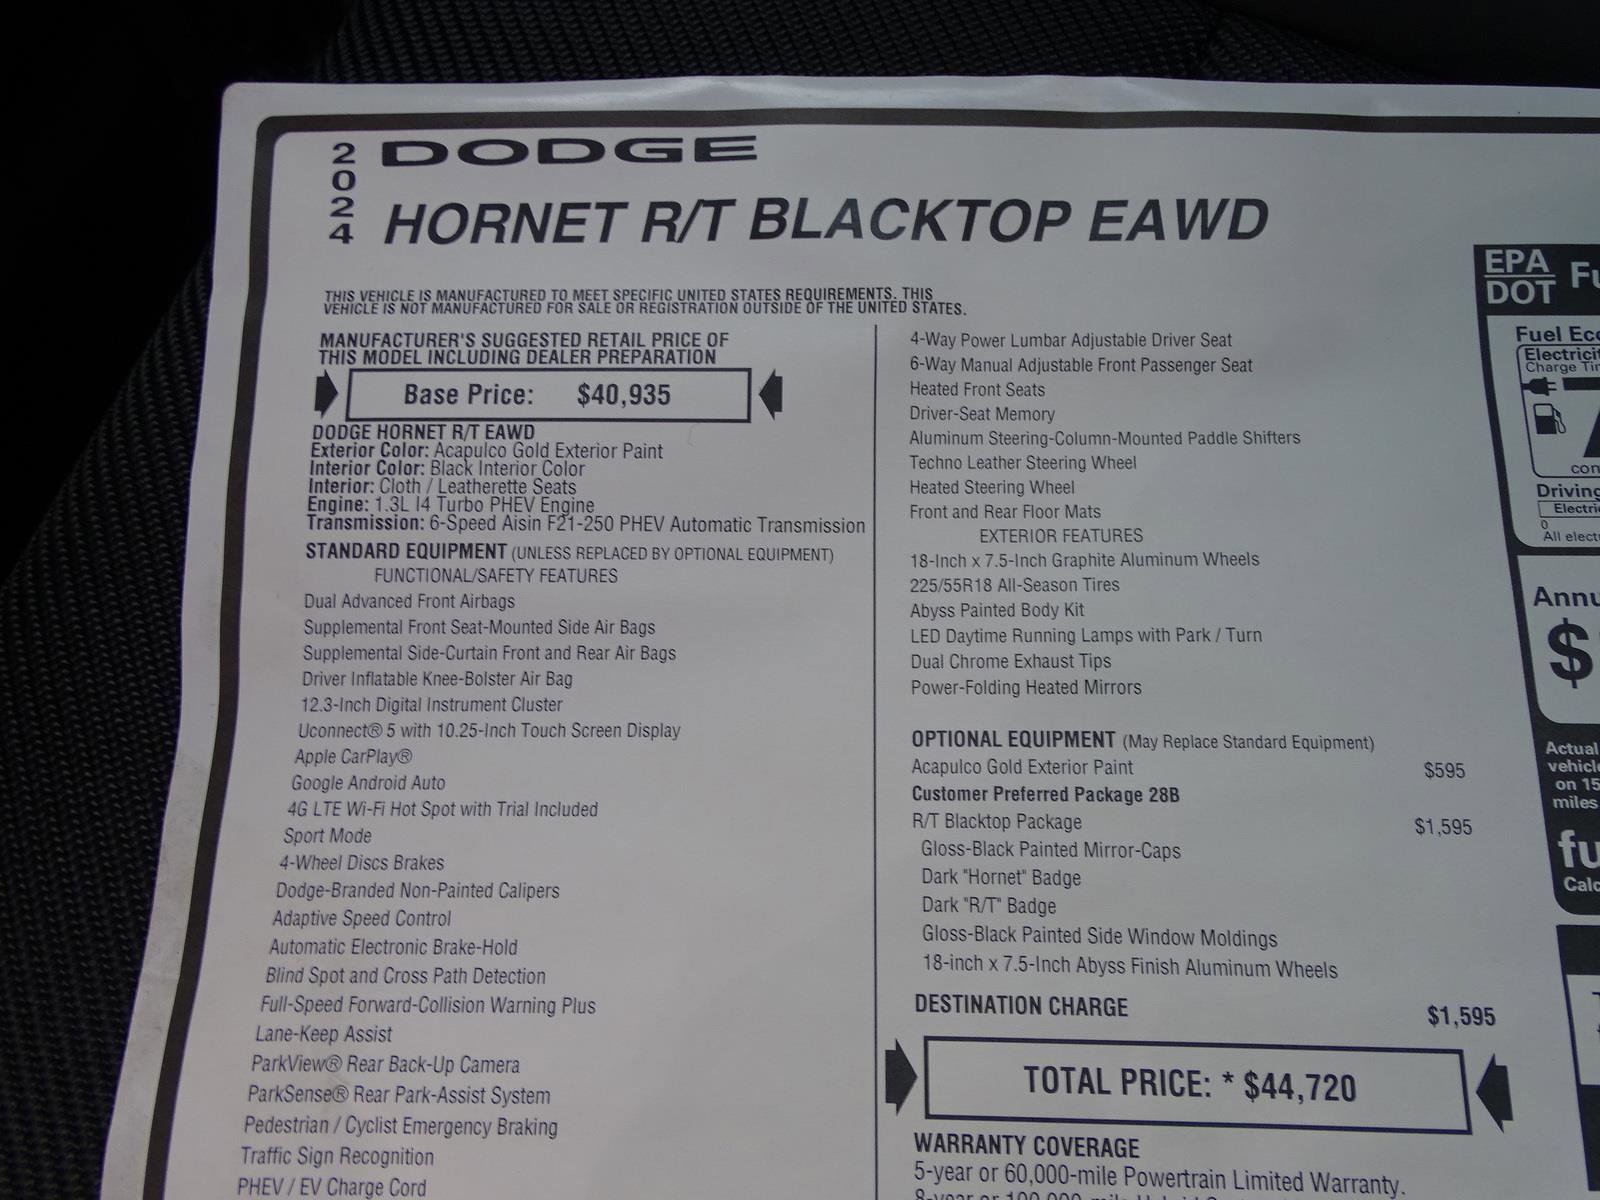 2024
DODGE
HORNET R/T BLACKTOP EAWD
THIS VEHICLE IS MANUFACTURED TO MEET SPECIFIC UNITED STATES REQUIREMENTS. THIS
VEHICLE IS NOT MANUFACTURED FOR SALE OR REGISTRATION OUTSIDE OF THE UNITED STATES.
MANUFACTURER'S SUGGESTED RETAIL PRICE OF
THIS MODEL INCLUDING DEALER PREPARATION
Base Price: $40,935
DODGE HORNET R/T EAWD
Exterior Color: Acapulco Gold Exterior Paint
Interior Color: Black Interior Color
Interior: Cloth / Leatherette Seats
Engine: 1.3L I4 Turbo PHEV Engine
Transmission: 6-Speed Aisin F21-250 PHEV Automatic Transmission
STANDARD EQUIPMENT (UNLESS REPLACED BY OPTIONAL EQUIPMENT)
FUNCTIONAL/SAFETY FEATURES
Dual Advanced Front Airbags
Supplemental Front Seat-Mounted Side Air Bags
Supplemental Side-Curtain Front and Rear Air Bags
Driver Inflatable Knee-Bolster Air Bag
12.3-Inch Digital Instrument Cluster
Uconnect® 5 with 10.25-Inch Touch Screen Display
Apple CarPlay®
Google Android Auto
4G LTE Wi-Fi Hot Spot with Trial Included
Sport Mode
4-Wheel Discs Brakes
Dodge-Branded Non-Painted Calipers
Adaptive Speed Control
Automatic Electronic Brake-Hold
Blind Spot and Cross Path Detection
Full-Speed Forward-Collision Warning Plus
Lane-Keep Assist
ParkView® Rear Back-Up Camera
ParkSense® Rear Park-Assist System
Pedestrian / Cyclist Emergency Braking
Traffic Sign Recognition
PHEV / EV Charge Cord
4-Way Power Lumbar Adjustable Driver Seat
6-Way Manual Adjustable Front Passenger Seat
Heated Front Seats
Driver-Seat Memory
Aluminum Steering-Column-Mounted Paddle Shifters
Techno Leather Steering Wheel
Heated Steering Wheel
Front and Rear Floor Mats
EXTERIOR FEATURES
18-Inch x 7.5-Inch Graphite Aluminum Wheels
225/55R18 All-Season Tires
Abyss Painted Body Kit
LED Daytime Running Lamps with Park / Turn
Dual Chrome Exhaust Tips
Power-Folding Heated Mirrors
OPTIONAL EQUIPMENT (May Replace Standard Equipment)
Acapulco Gold Exterior Paint $595
Customer Preferred Package 28B
R/T Blacktop Package $1,595
Gloss-Black Painted Mirror-Caps
Dark "Hornet" Badge
Dark "R/T" Badge
Gloss-Black Painted Side Window Moldings
18-inch x 7.5-Inch Abyss Finish Aluminum Wheels
DESTINATION CHARGE $1,595
TOTAL PRICE: * $44,720
WARRANTY COVERAGE
5-year or 60,000-mile Powertrain Limited Warranty.
EPA
DOT
Fu
Fuel Eco
Electricit
Charge Tim
con
Driving
Electri
0
All elect
Annu
$
Actual
vehicl
on 15
miles
fu
Calc